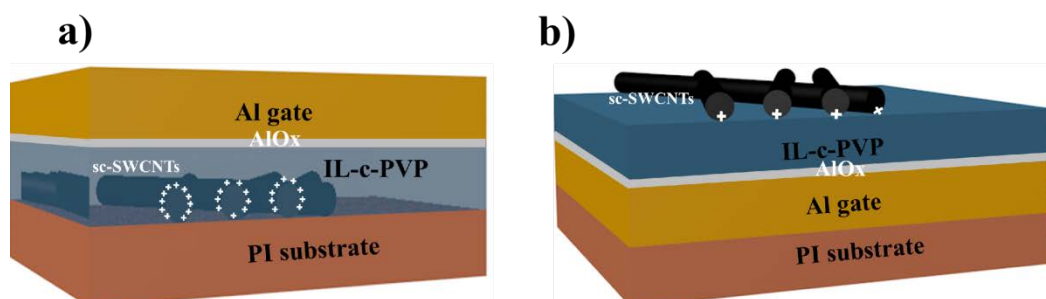 a)
Al gate
AlOx
sc-SWCNTs
IL-c-PVP
PI substrate
b)
sc-SWCNTs
IL-c-PVP
AlOx
Al gate
PI substrate